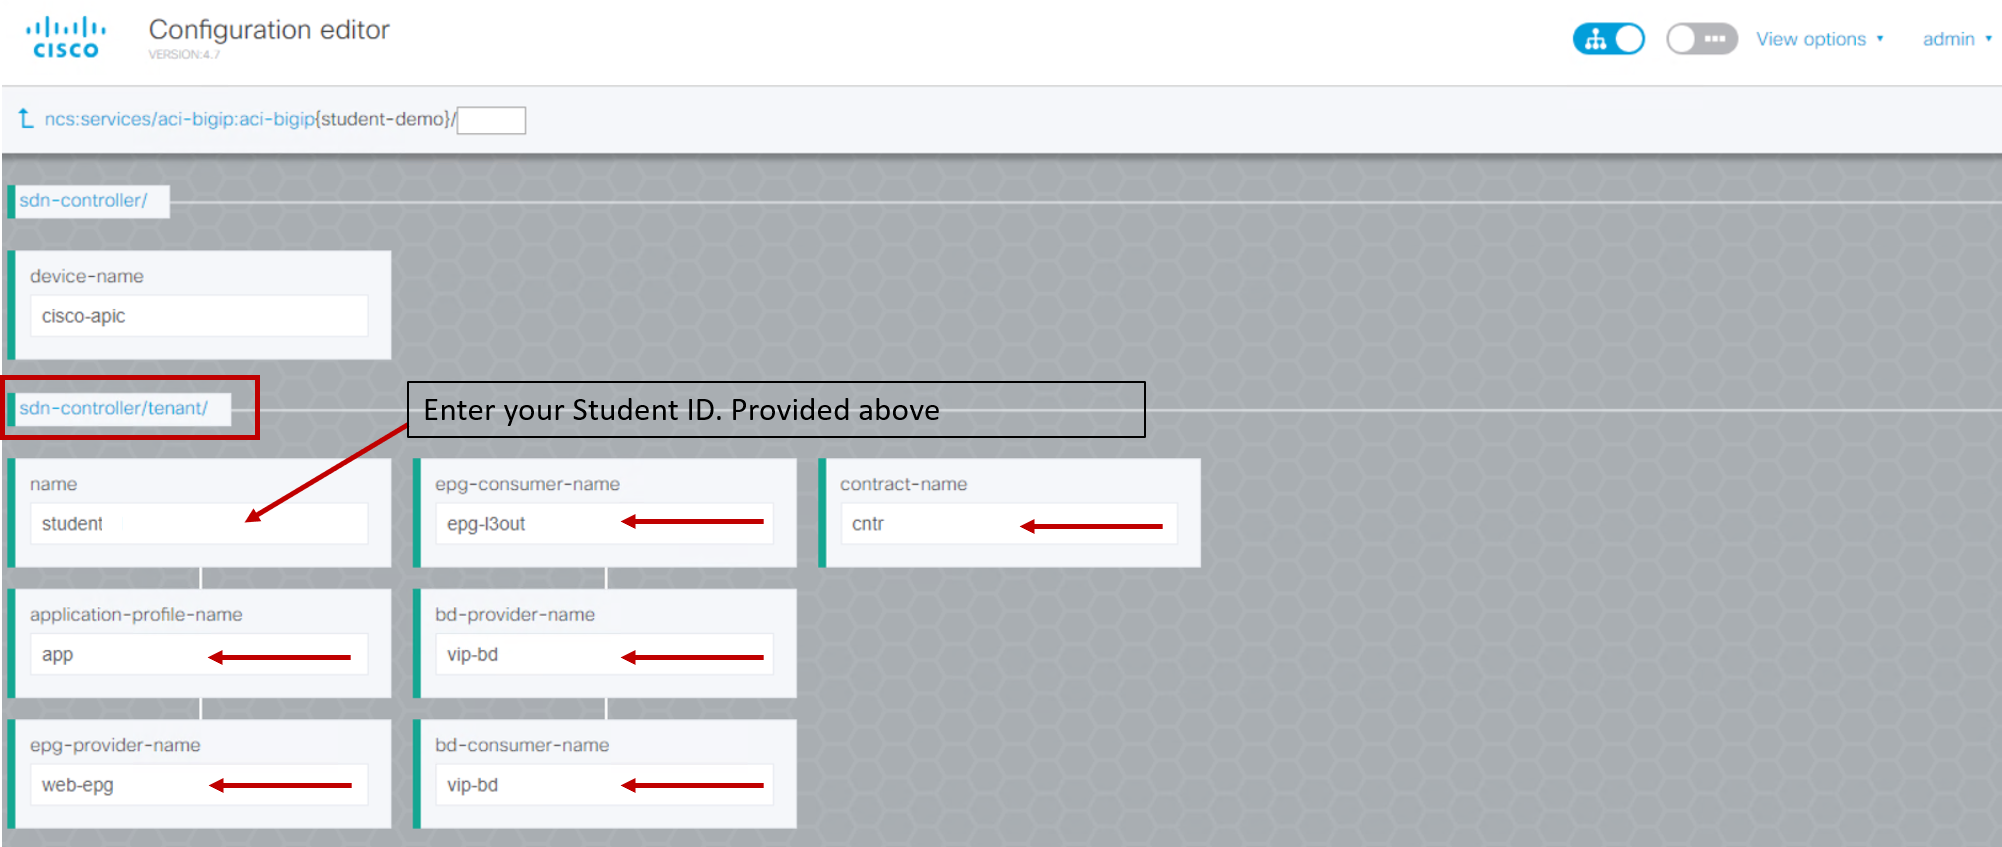 CISCO
Configuration editor
VERSION:4.7
View options
admin
ncs:services/aci-bigip:aci-bigip{student-demo}/
sdn-controller/
device-name
cisco-apic
sdn-controller/tenant/
Enter your Student ID. Provided above
name
student
epg-consumer-name
epg-l3out
contract-name
cntr
application-profile-name
app
bd-provider-name
vip-bd
epg-provider-name
web-epg
bd-consumer-name
vip-bd